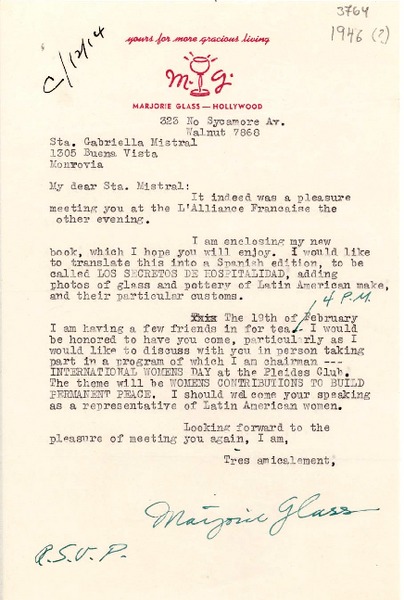 3764
1946 (?)
C/12/14
yours for more gracious living
M. G.
MARJORIE GLASS — HOLLYWOOD
323 No Sycamore Av.
Walnut 7868
Sta. Gabriella Mistral
1305 Buena Vista
Monrovia
My dear Sta. Mistral:
It indeed was a pleasure
meeting you at the L'Alliance Francaise the
other evening.
I am enclosing my new
book, which I hope you will enjoy. I would like
to translate this into a Spanish edition, to
be called LOS SECRETOS DE HOSPITALIDAD, adding
photos of glass and pottery of Latin American make,
and their particular customs.
4 P.M.
The 19th of February
I am having a few friends in for tea. I would
be honored to have you come, particularly as I
would like to discuss with you in person taking
part in a program of which I am chairman ---
INTERNATIONAL WOMENS DAY at the Pleides Club.
The theme will be WOMENS CONTRIBUTIONS TO BUILD
PERMANENT PEACE. I should welcome your speaking
as a representative of Latin American women.
Looking forward to the
pleasure of meeting you again, I am,
Tres amicalement,
Marjorie Glass
R.S.V.P.